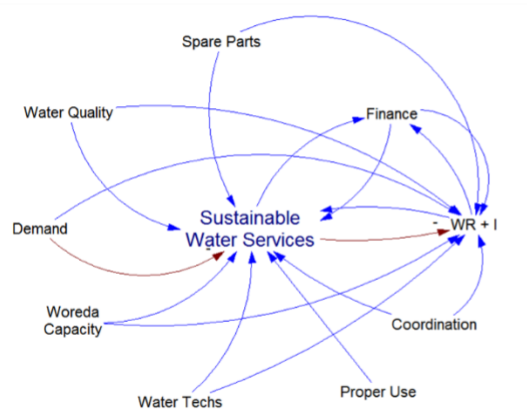 Spare Parts
Water Quality
Finance
Demand
Sustainable
Water Services
-
- WR + I
Woreda
Capacity
Coordination
Water Techs
Proper Use